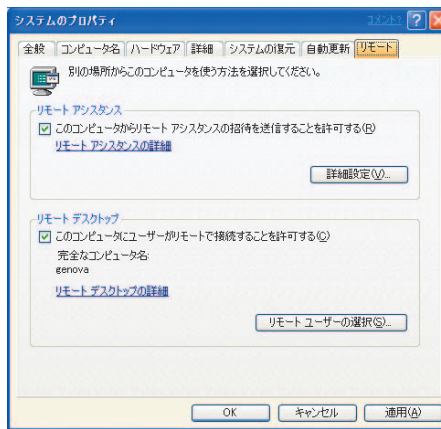 システムのプロパティ
コメント?
全般 コンピュータ名 ハードウェア 詳細 システムの復元 自動更新 リモート
別の場所からこのコンピュータを使う方法を選択してください。
リモート アシスタンス
このコンピュータからリモート アシスタンスの招待を送信することを許可する(R)
リモート アシスタンスの詳細
詳細設定(V)...
リモート デスクトップ
このコンピュータにユーザーがリモートで接続することを許可する(C)
完全なコンピュータ名:
genova
リモート デスクトップの詳細
リモート ユーザーの選択(S)...
OK キャンセル 適用(A)